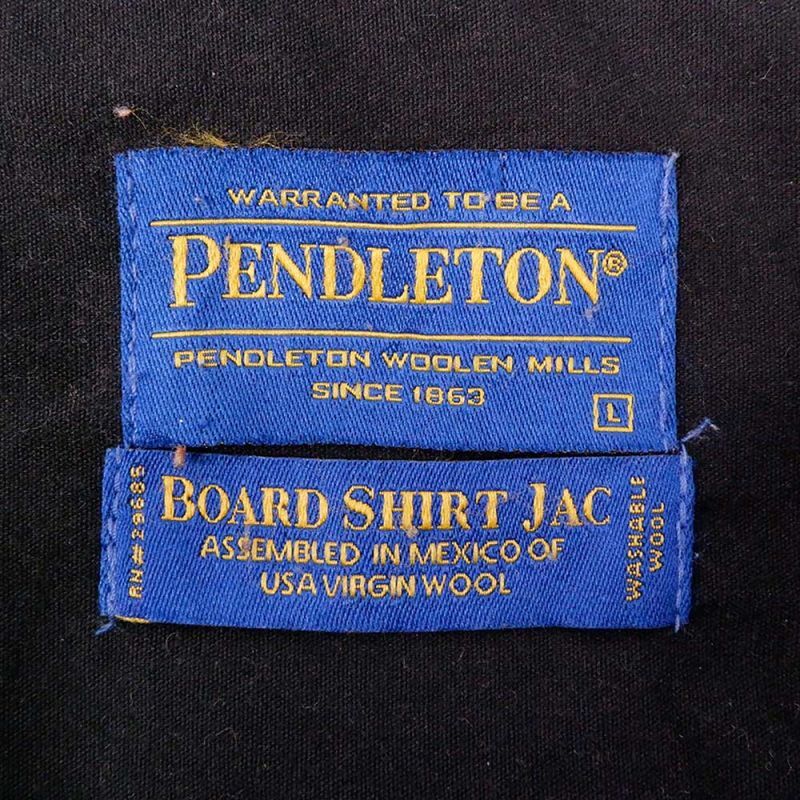 WARRANTED TO BE A
PENDLETON®
PENDLETON WOOLEN MILLS
SINCE 1863
L
RN#29685
BOARD SHIRT JAC
ASSEMBLED IN MEXICO OF
USA VIRGIN WOOL
WASHABLE
WOOL